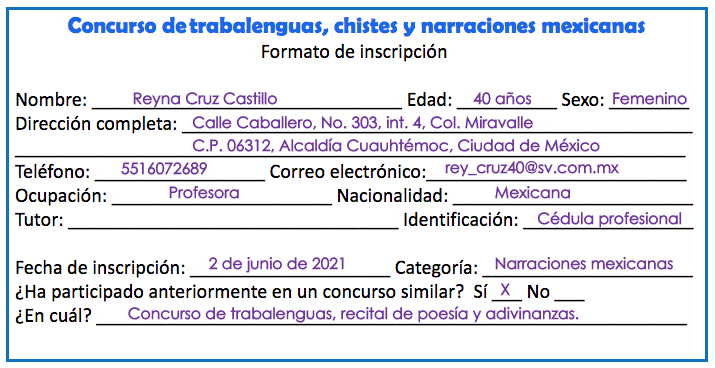 Concurso de trabalenguas, chistes y narraciones mexicanas
Formato de inscripción
Nombre: Reyna Cruz Castillo Edad: 40 años Sexo: Femenino
Dirección completa: Calle Caballero, No. 303, int. 4, Col. Miravalle
C.P. 06312, Alcaldía Cuauhtémoc, Ciudad de México
Teléfono: 5516072689 Correo electrónico: rey_cruz40@sv.com.mx
Ocupación: Profesora Nacionalidad: Mexicana
Tutor: Identificación: Cédula profesional
Fecha de inscripción: 2 de junio de 2021 Categoría: Narraciones mexicanas
¿Ha participado anteriormente en un concurso similar? Sí X No
¿En cuál? Concurso de trabalenguas, recital de poesía y adivinanzas.